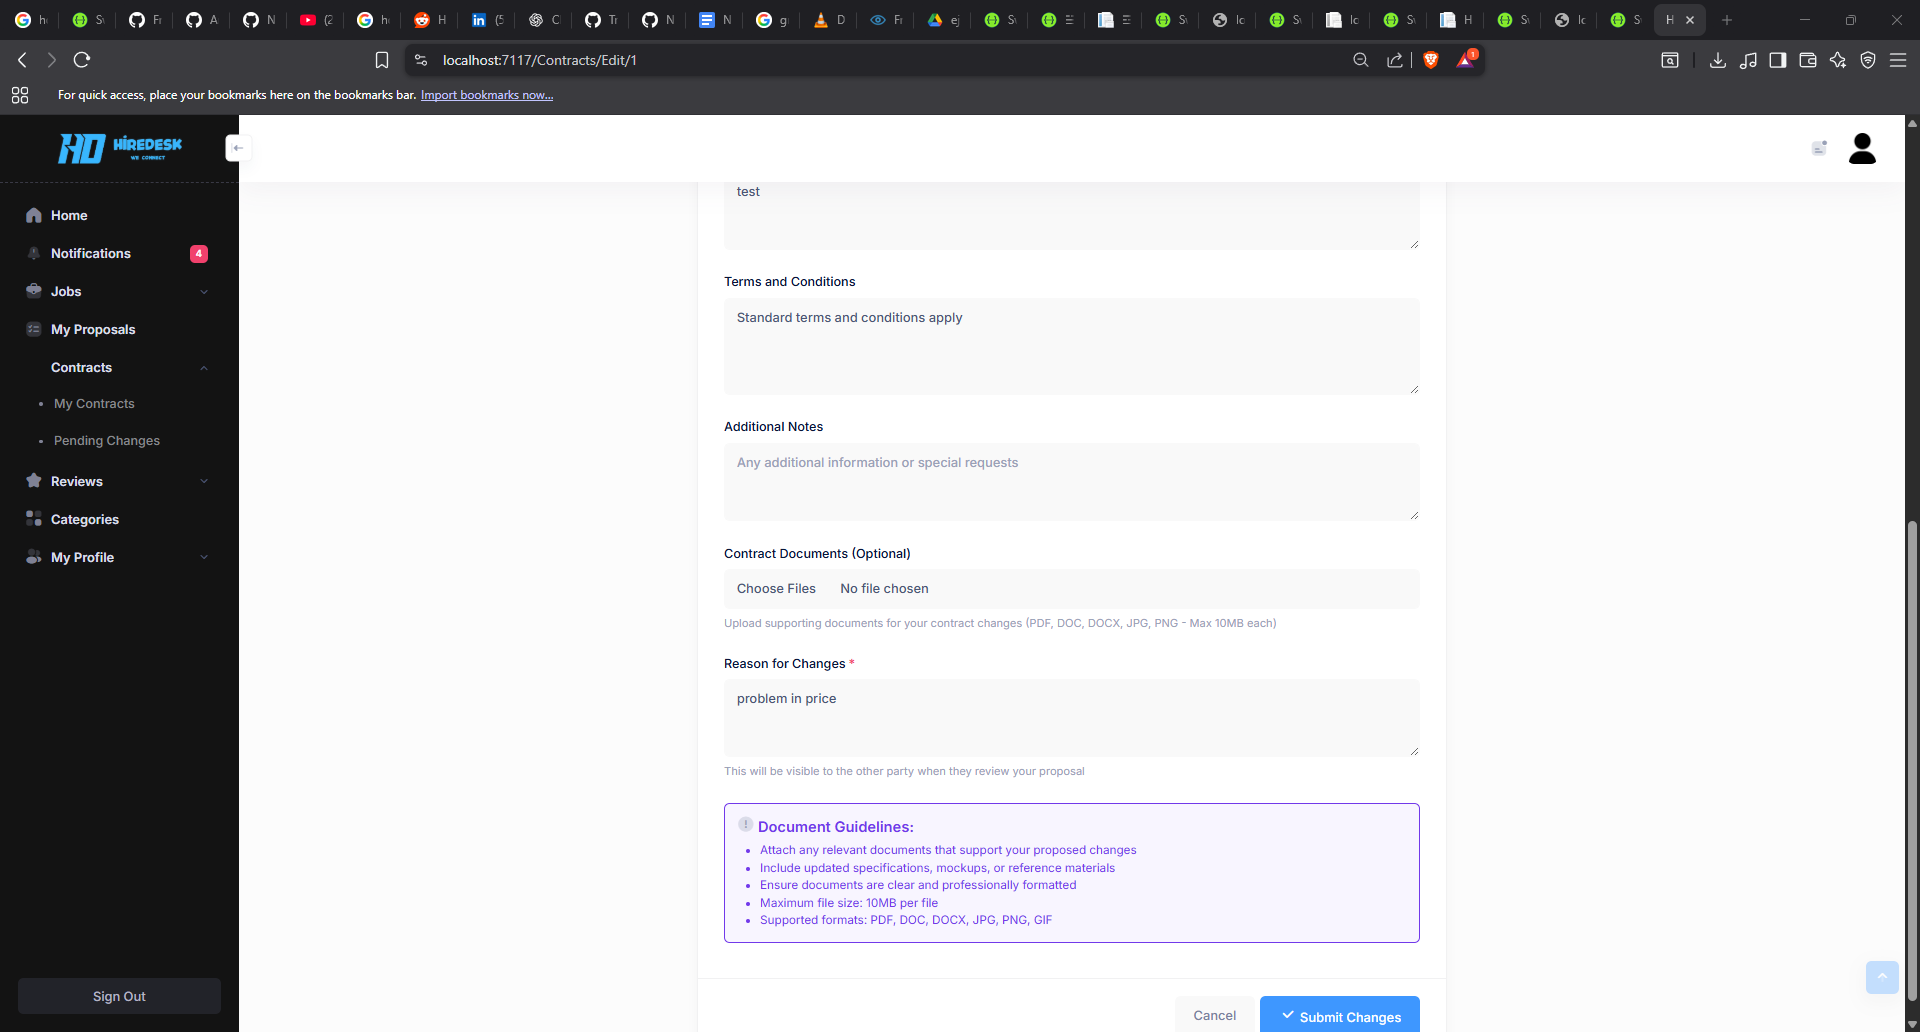 localhost:7117/Contracts/Edit/1
1
For quick access, place your bookmarks here on the bookmarks bar. Import bookmarks now...
HD HIREDESK
WE CONNECT
Home
Notifications 4
Jobs
My Proposals
Contracts
My Contracts
Pending Changes
Reviews
Categories
My Profile
Sign Out
test
Terms and Conditions
Standard terms and conditions apply
Additional Notes
Any additional information or special requests
Contract Documents (Optional)
Choose Files No file chosen
Upload supporting documents for your contract changes (PDF, DOC, DOCX, JPG, PNG - Max 10MB each)
Reason for Changes *
problem in price
This will be visible to the other party when they review your proposal
Document Guidelines:
Attach any relevant documents that support your proposed changes
Include updated specifications, mockups, or reference materials
Ensure documents are clear and professionally formatted
Maximum file size: 10MB per file
Supported formats: PDF, DOC, DOCX, JPG, PNG, GIF
Cancel
Submit Changes